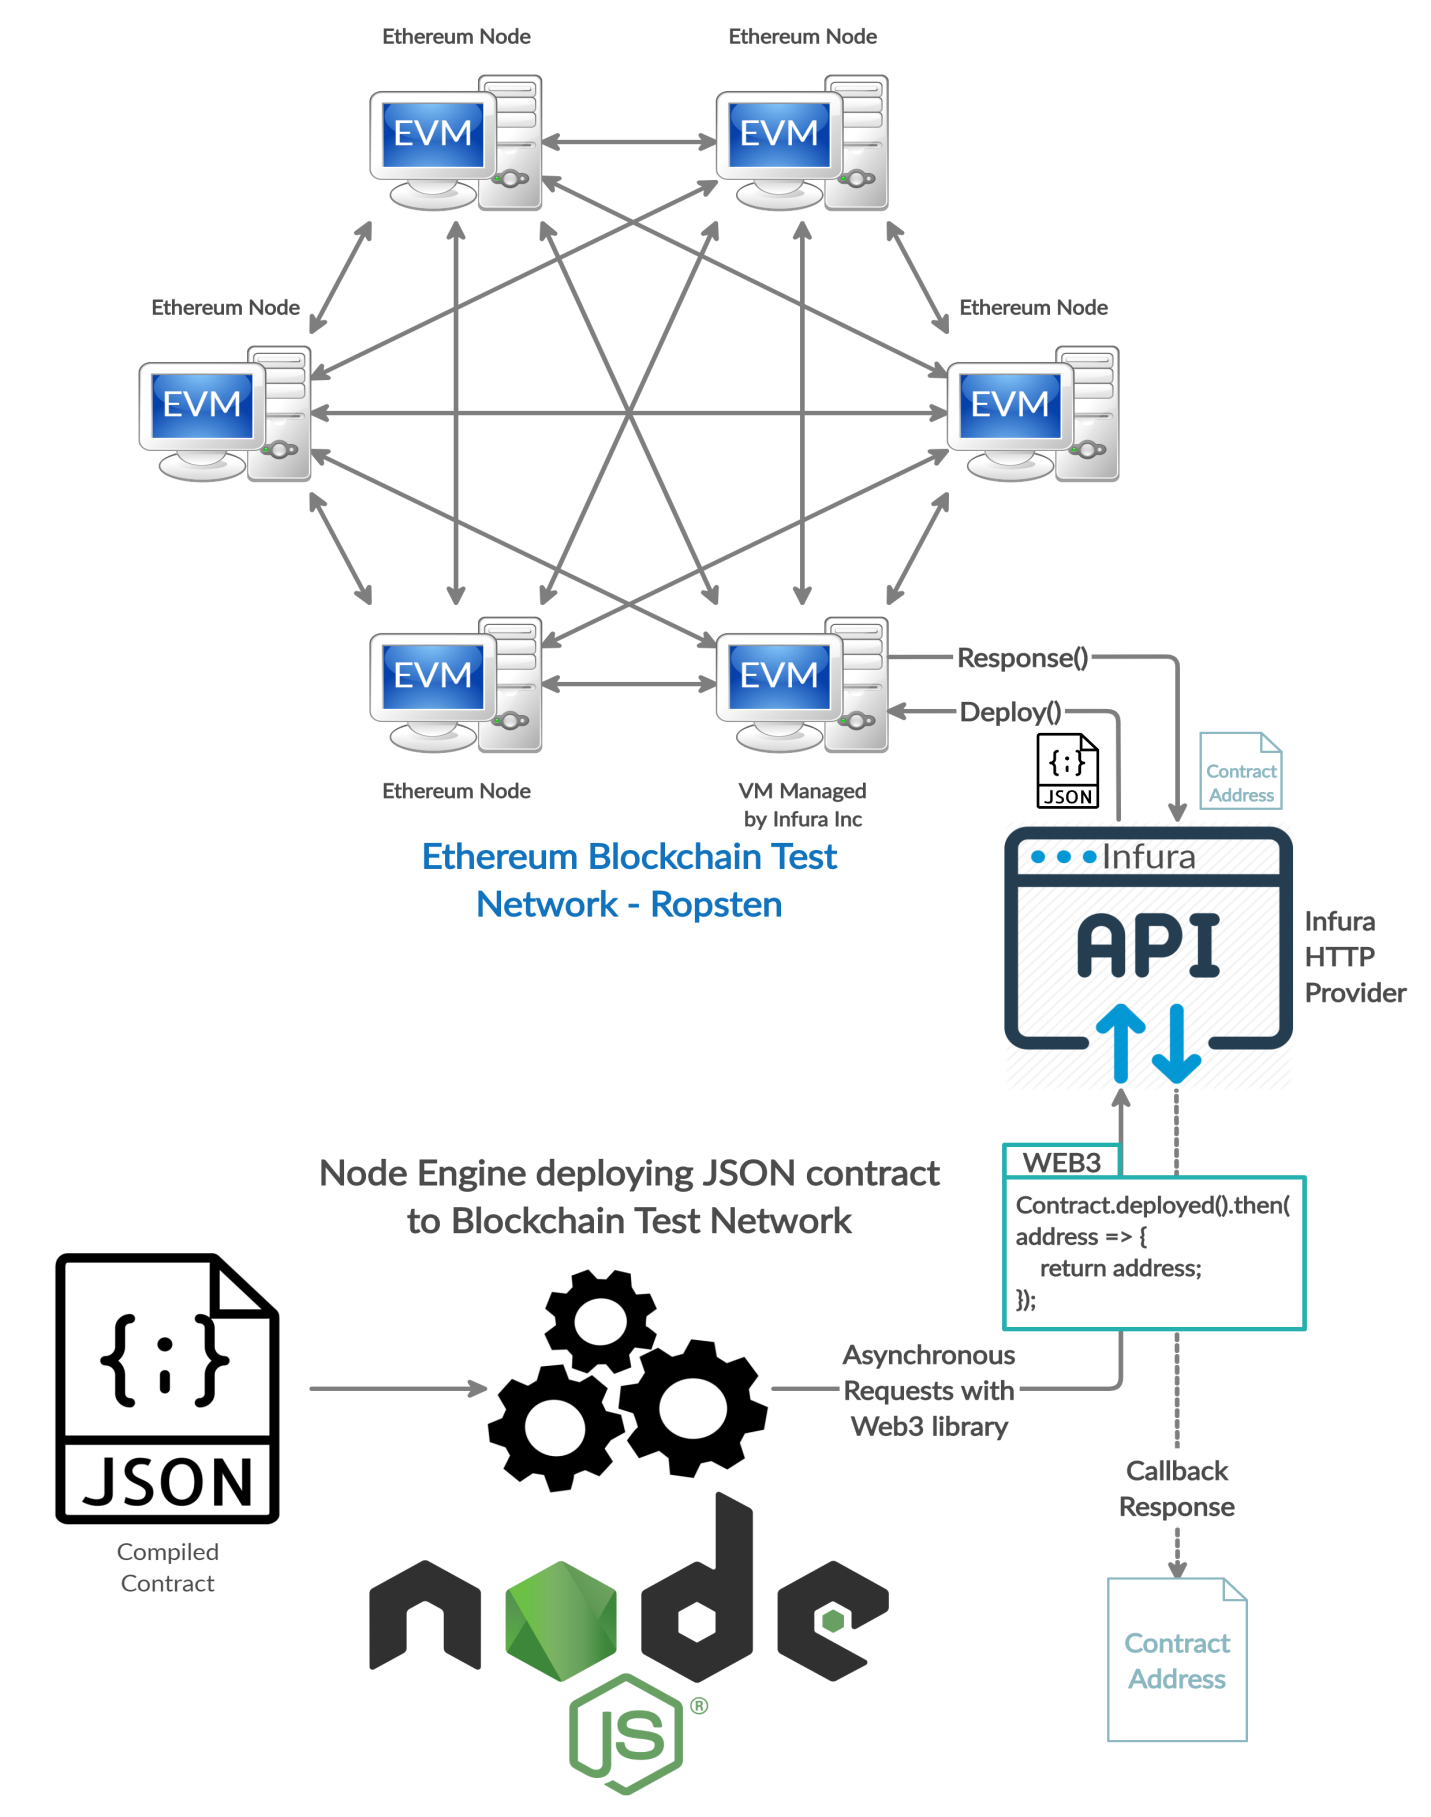 Ethereum Node
Ethereum Node
EVM
EVM
Ethereum Node
Ethereum Node
EVM
EVM
EVM
EVM
Response()
Deploy()
{;}
JSON
Contract
Address
Ethereum Node
VM Managed
by Infura Inc
Ethereum Blockchain Test
Network - Ropsten
Infura
API
Infura
HTTP
Provider
Node Engine deploying JSON contract
to Blockchain Test Network
WEB3
Contract.deployed().then(
address => {
return address;
});
{;}
JSON
Compiled
Contract
Asynchronous
Requests with
Web3 library
Callback
Response
Contract
Address
node
JS ®